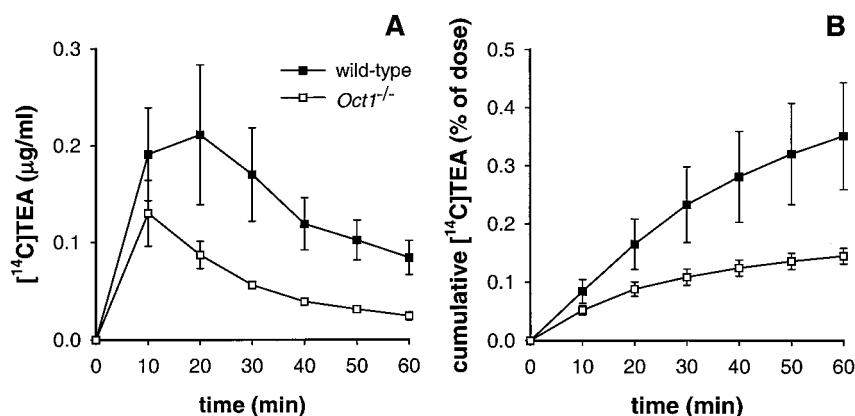 A
[¹⁴C]TEA (µg/ml)
0.3
0.2
0.1
0.0
wild-type
Oct1⁻/⁻
0 10 20 30 40 50 60
time (min)
B
cumulative [¹⁴C]TEA (% of dose)
0.5
0.4
0.3
0.2
0.1
0.0
0 10 20 30 40 50 60
time (min)